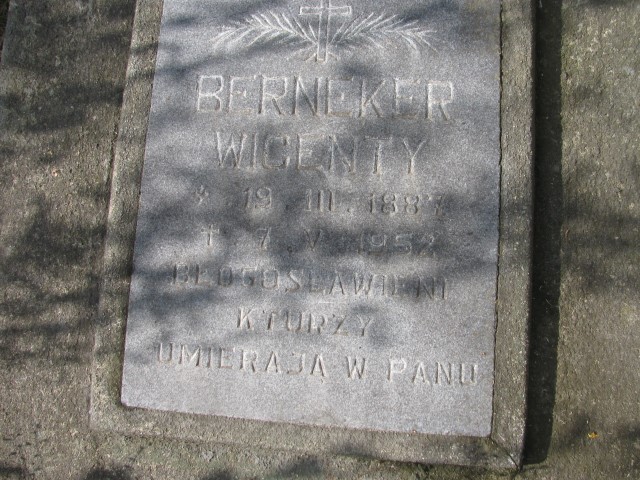 BERNEKER
WICENTY
* 19 III. 1887
† 7 V 1952
BŁOGOSŁAWIENI
KTURZY
UMIERAJĄ W PANU